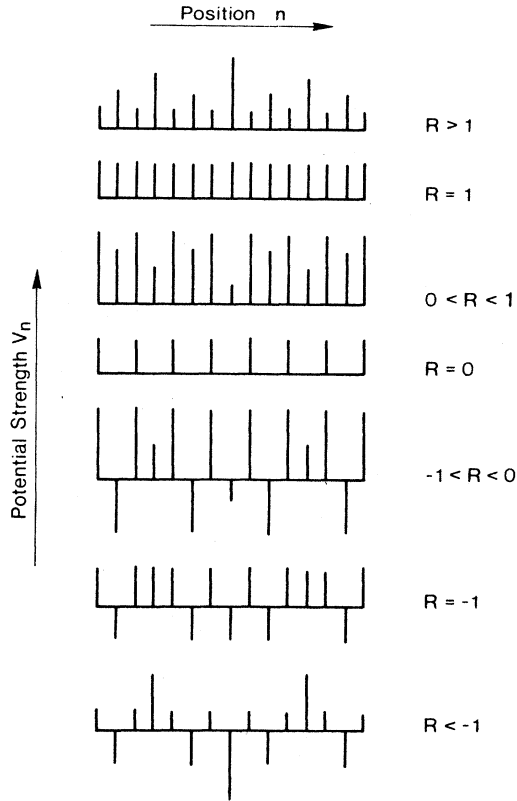 Position n
R > 1
R = 1
0 < R < 1
R = 0
-1 < R < 0
R = -1
R < -1
Potential Strength Vn